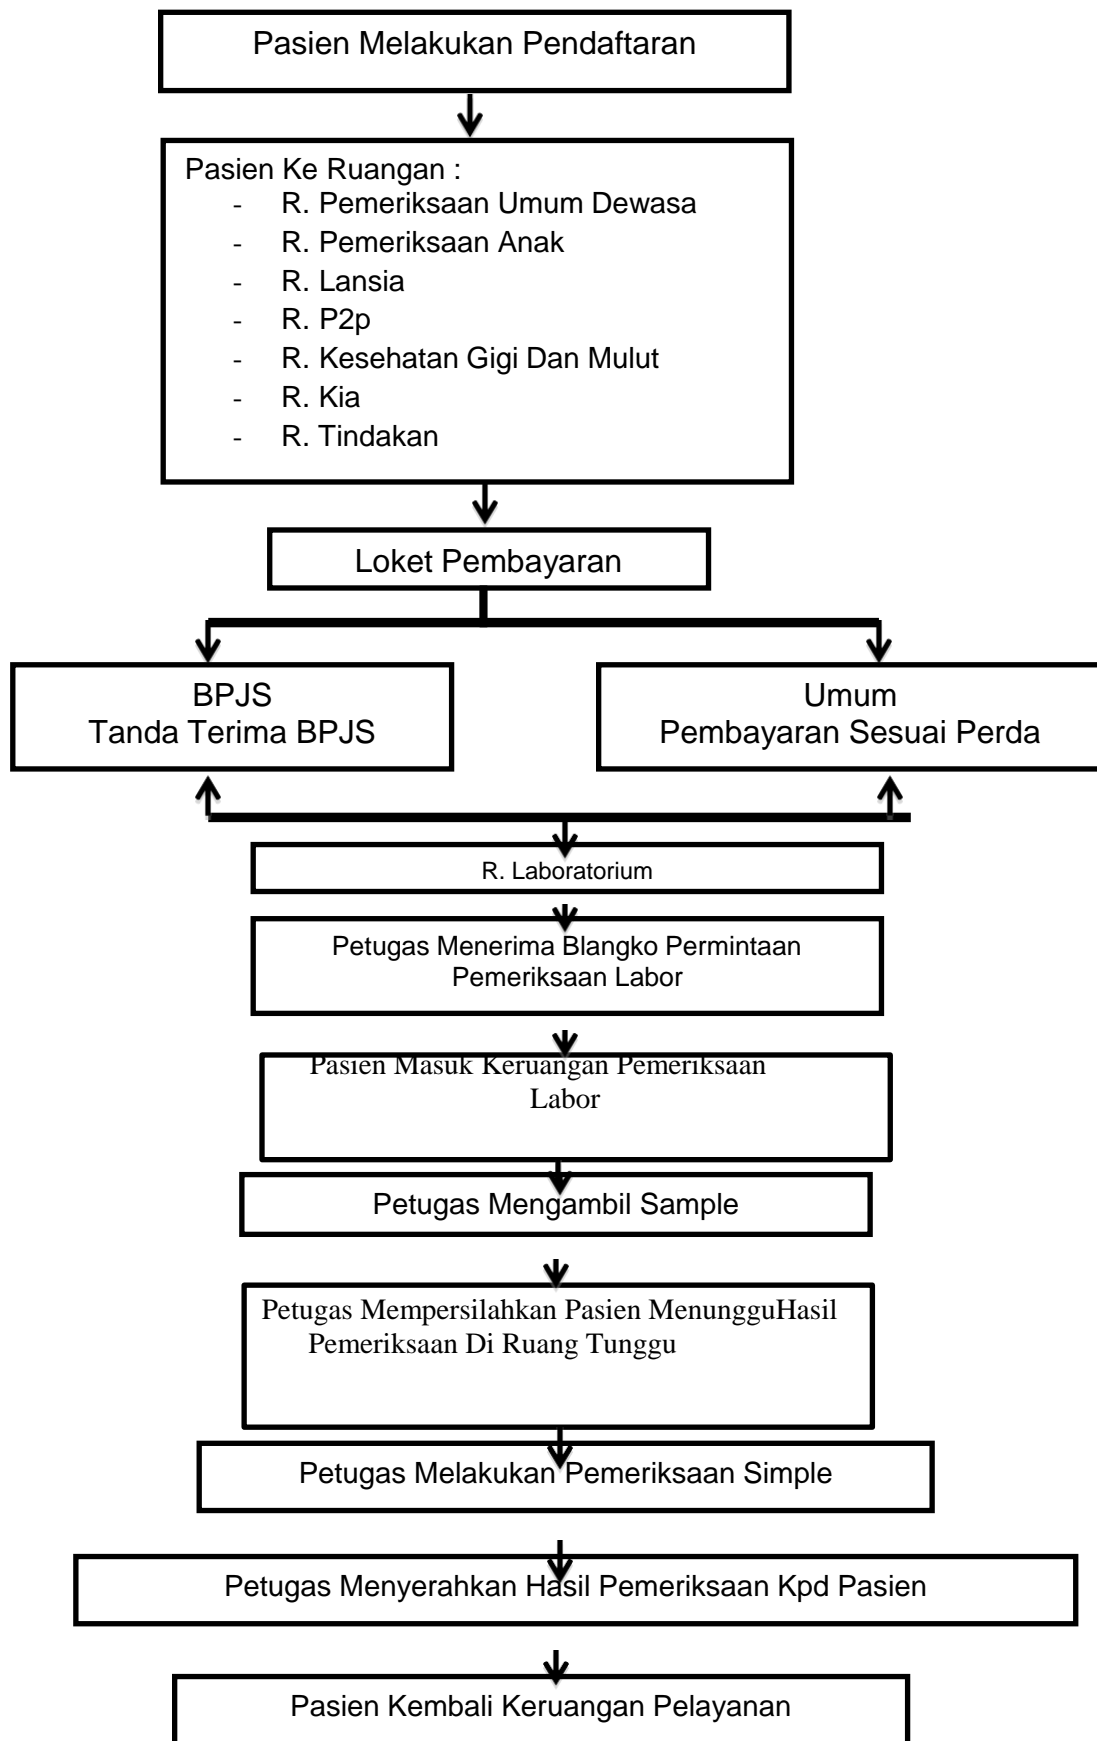 Pasien Melakukan Pendaftaran
Pasien Ke Ruangan :
- R. Pemeriksaan Umum Dewasa
- R. Pemeriksaan Anak
- R. Lansia
- R. P2p
- R. Kesehatan Gigi Dan Mulut
- R. Kia
- R. Tindakan
Loket Pembayaran
BPJS
Tanda Terima BPJS
Umum
Pembayaran Sesuai Perda
R. Laboratorium
Petugas Menerima Blangko Permintaan
Pemeriksaan Labor
Pasien Masuk Keruangan Pemeriksaan
Labor
Petugas Mengambil Sample
Petugas Mempersilahkan Pasien MenungguHasil
Pemeriksaan Di Ruang Tunggu
Petugas Melakukan Pemeriksaan Simple
Petugas Menyerahkan Hasil Pemeriksaan Kpd Pasien
Pasien Kembali Keruangan Pelayanan